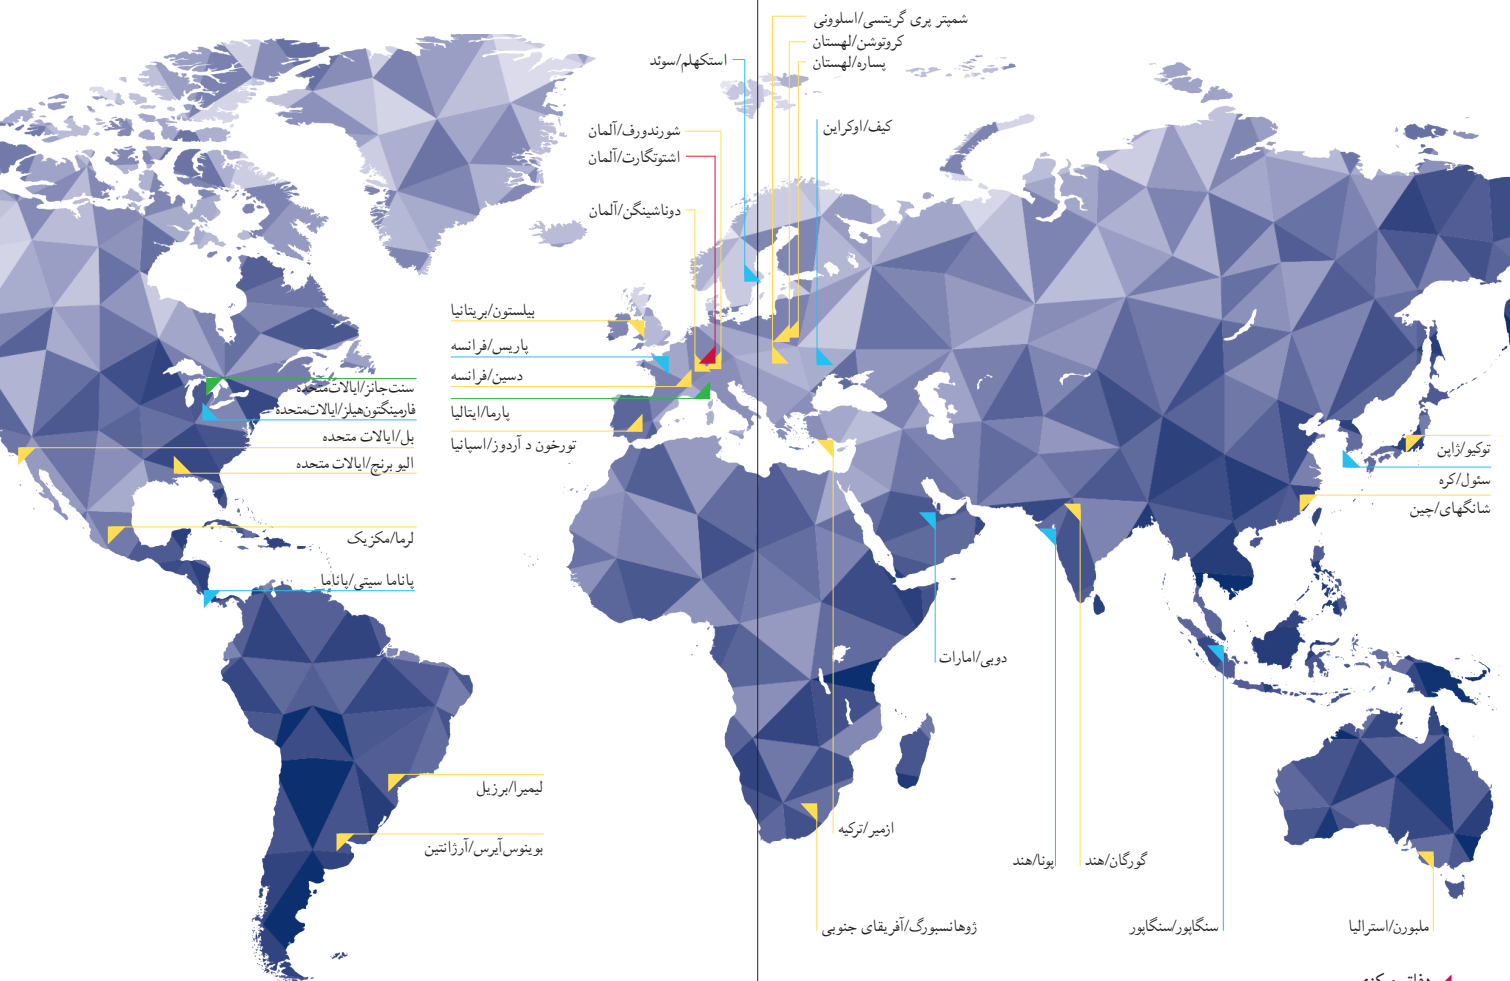 شمپتر پری گریتسی/اسلوونی
کروتوشن/لهستان
پساره/لهستان
استکهلم/سوئد
کیف/اوکراین
شورندورف/آلمان
اشتوتگارت/آلمان
دوناشینگن/آلمان
بیلستون/بریتانیا
پاریس/فرانسه
دسین/فرانسه
پارما/ایتالیا
تورخون د آردوز/اسپانیا
سنت‌جانز/ایالات‌متحده
فارمینگتون‌هیلز/ایالات‌متحده
بل/ایالات متحده
الیو برنچ/ایالات متحده
لرما/مکزیک
پاناما سیتی/پاناما
لیمیرا/برزیل
بوینوس‌آیرس/آرژانتین
توکیو/ژاپن
سئول/کره
شانگهای/چین
دوبی/امارات
ازمیر/ترکیه
پونا/هند
گورگان/هند
ژوهانسبورگ/آفریقای جنوبی
سنگاپور/سنگاپور
ملبورن/استرالیا